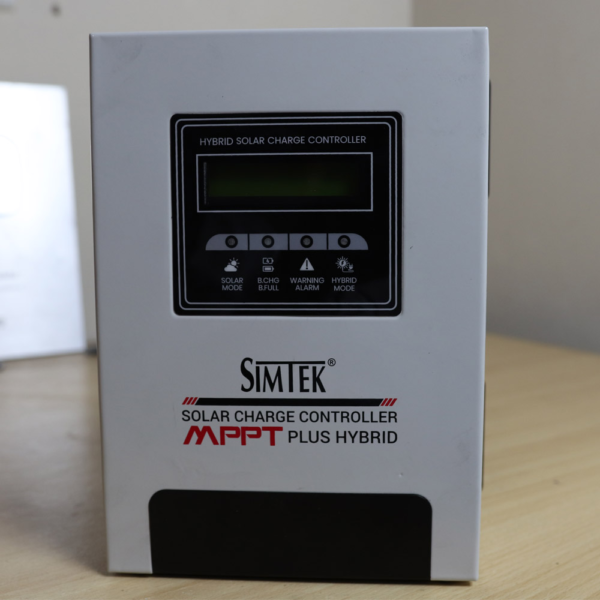 HYBRID SOLAR CHARGE CONTROLLER
SOLAR MODE
B.CHG B.FULL
WARNING ALARM
HYBRID MODE
SIMTEK®
SOLAR CHARGE CONTROLLER
MPPT PLUS HYBRID